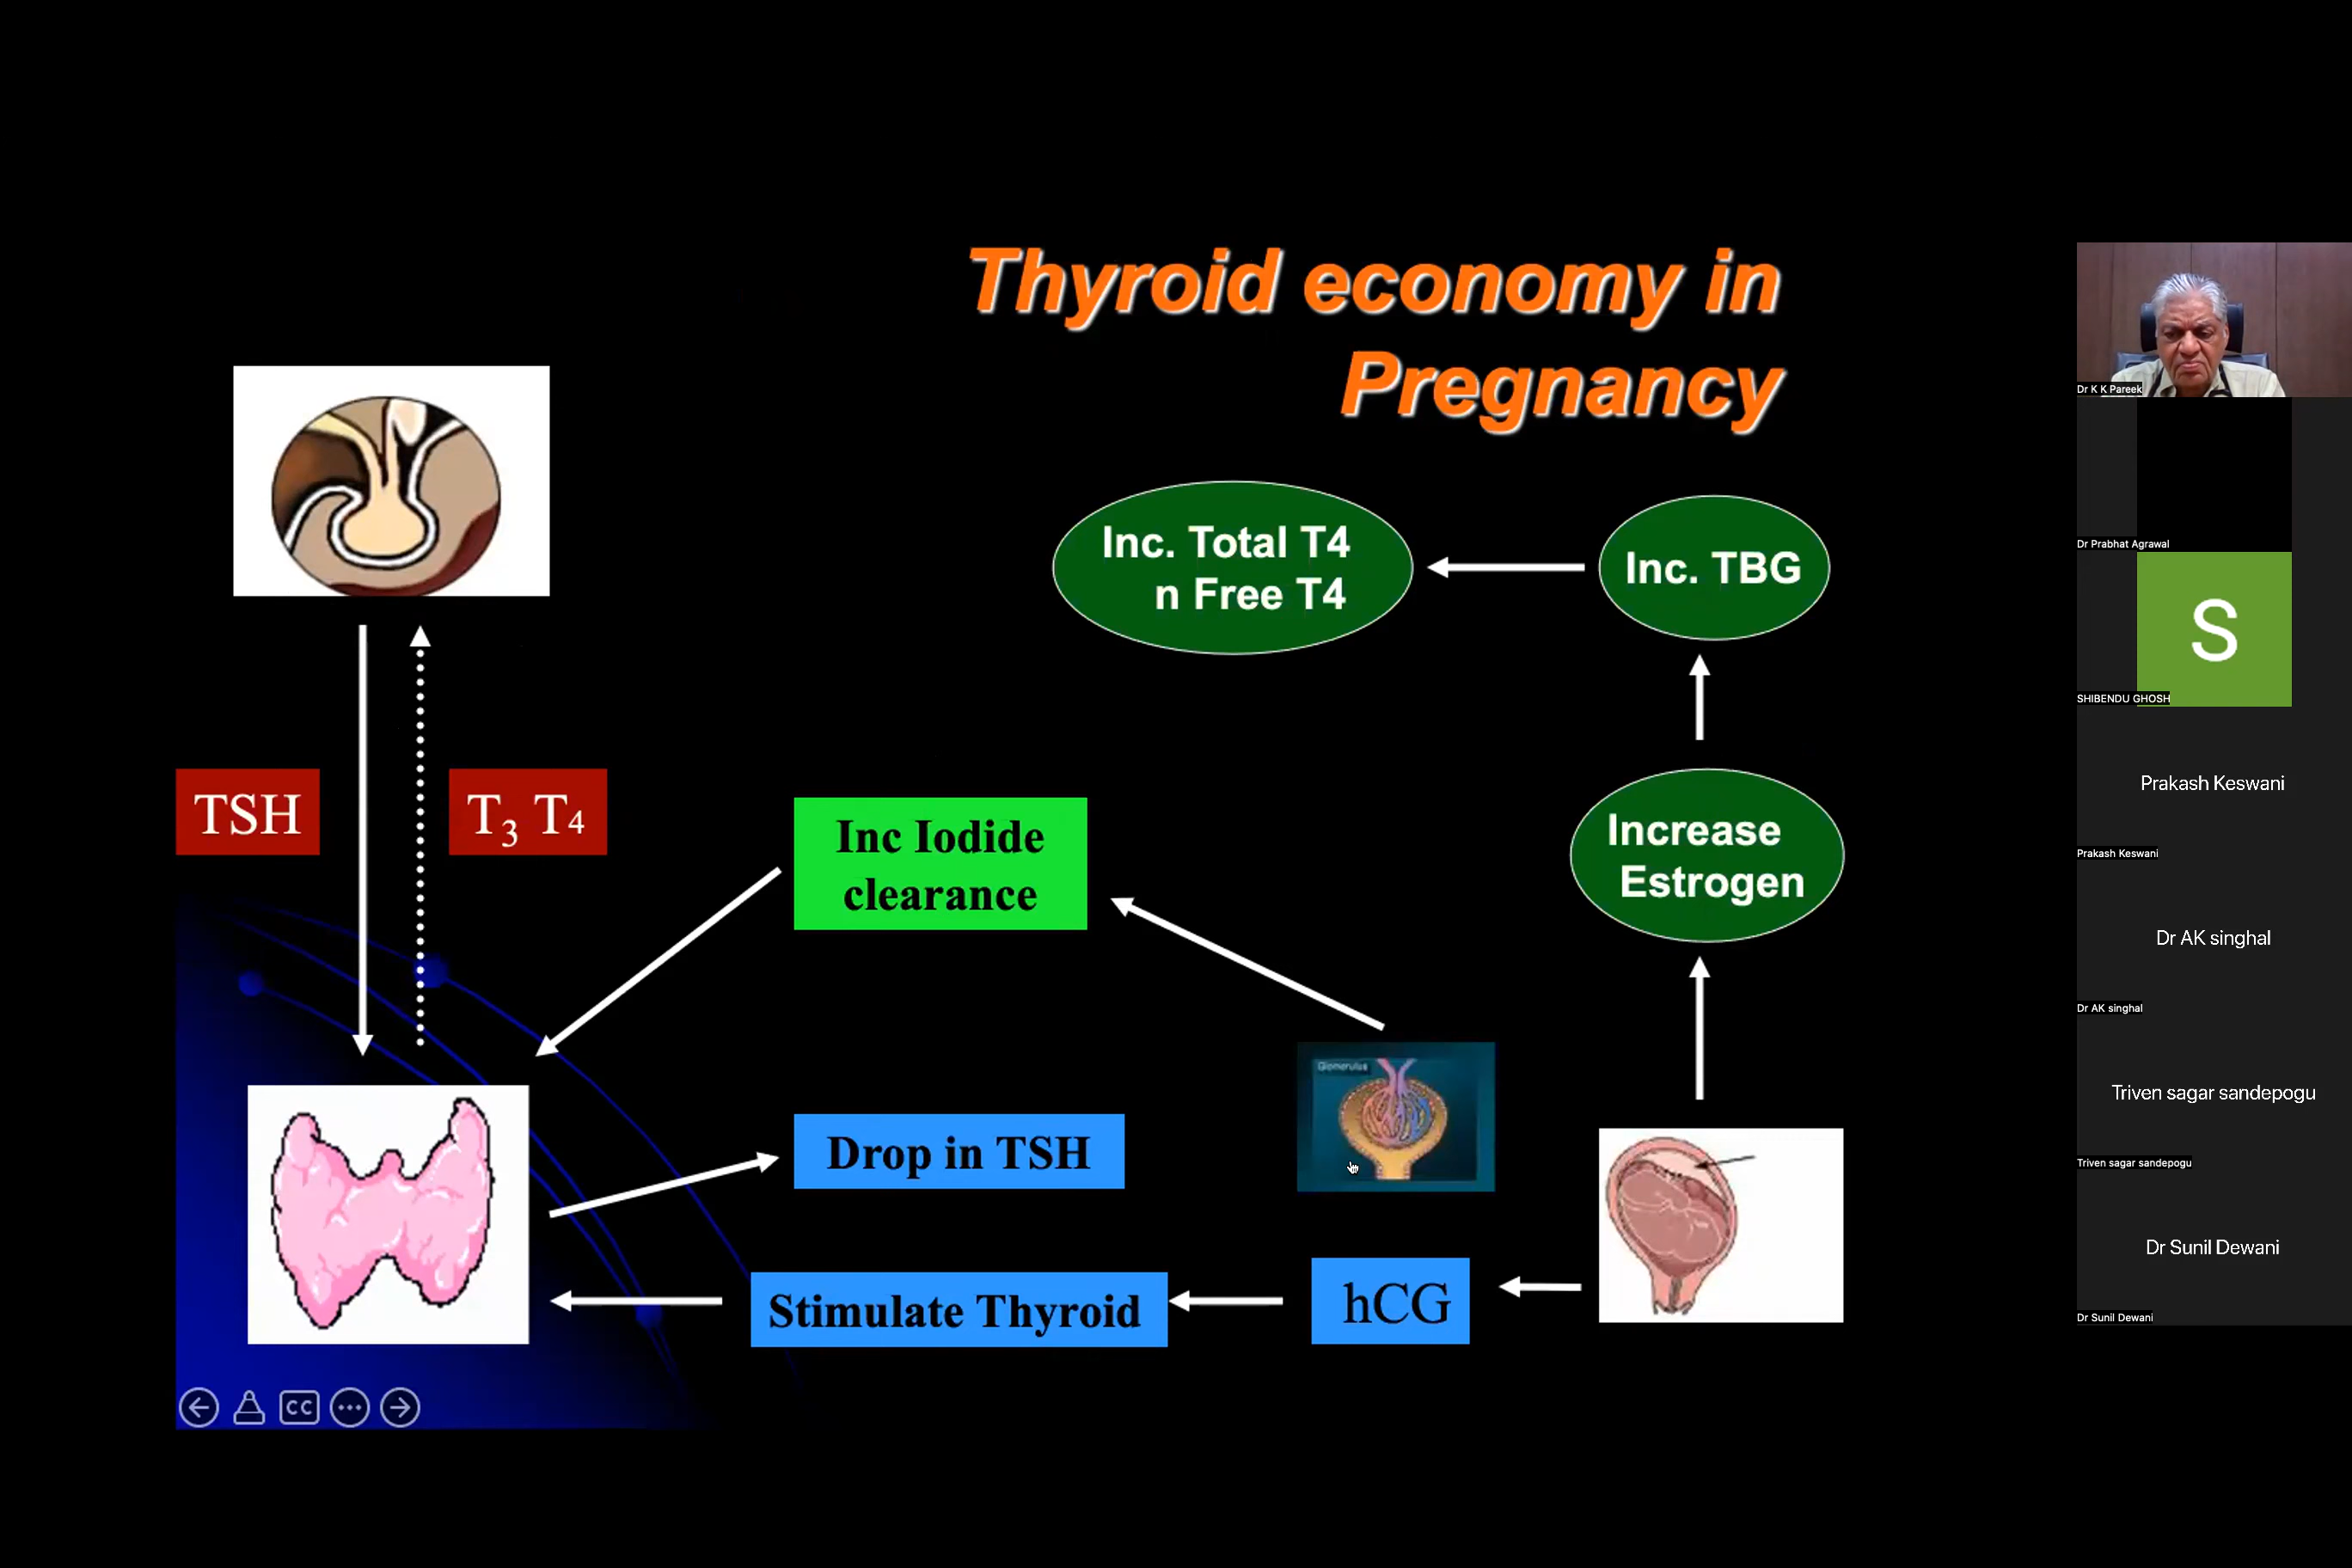 Thyroid economy in
Pregnancy
Inc. Total T4
n Free T4
Inc. TBG
TSH
T3 T4
Inc Iodide
clearance
Increase
Estrogen
Glomerulus
Drop in TSH
Stimulate Thyroid
hCG
CC
Dr K K Pareek
Dr Prabhat Agrawal
S
SHIBENDU GHOSH
Prakash Keswani
Prakash Keswani
Dr AK singhal
Dr AK singhal
Triven sagar sandepogu
Triven sagar sandepogu
Dr Sunil Dewani
Dr Sunil Dewani